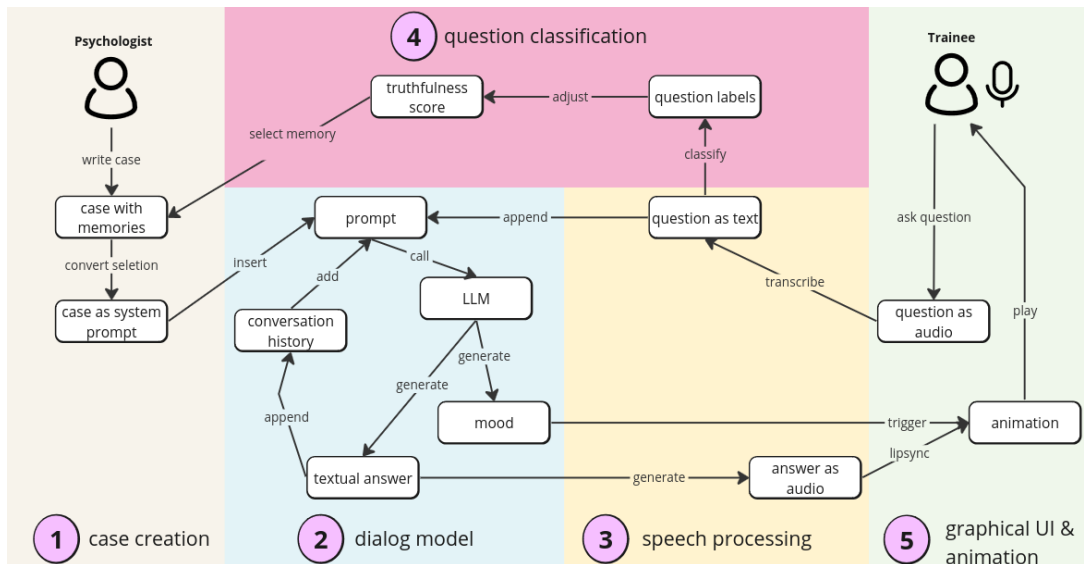 Psychologist
4 question classification
Trainee
truthfulness
score
adjust
question labels
select memory
write case
classify
case with
memories
prompt
append
question as text
ask question
convert seletion
insert
call
add
transcribe
LLM
case as system
prompt
conversation
history
question as
audio
play
generate
generate
append
mood
trigger
animation
lipsync
textual answer
generate
answer as
audio
1 case creation
2 dialog model
3 speech processing
5 graphical UI &
animation